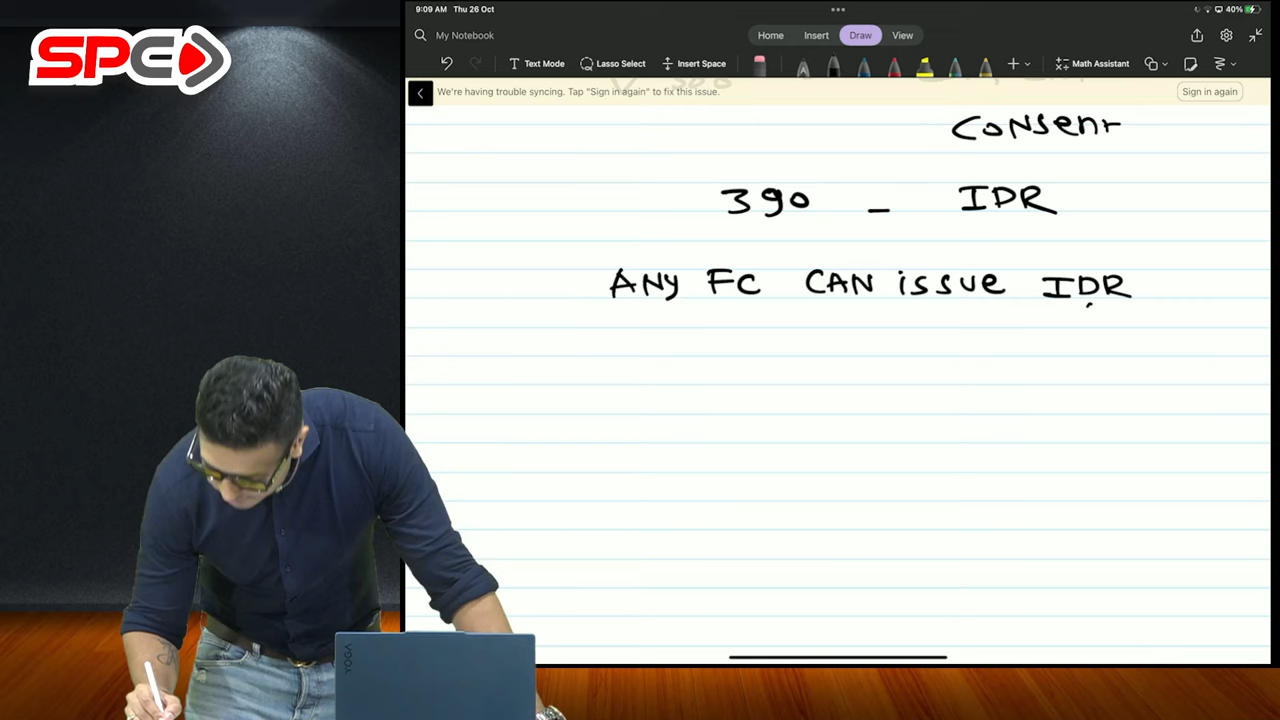 SPC
9:09 AM Thu 26 Oct
40%
My Notebook
Home Insert Draw View
Text Mode Lasso Select Insert Space Math Assistant
We're having trouble syncing. Tap "Sign in again" to fix this issue. Sign in again
Consent
390 - IDR
ANy FC CAN issue IDR
YOGA